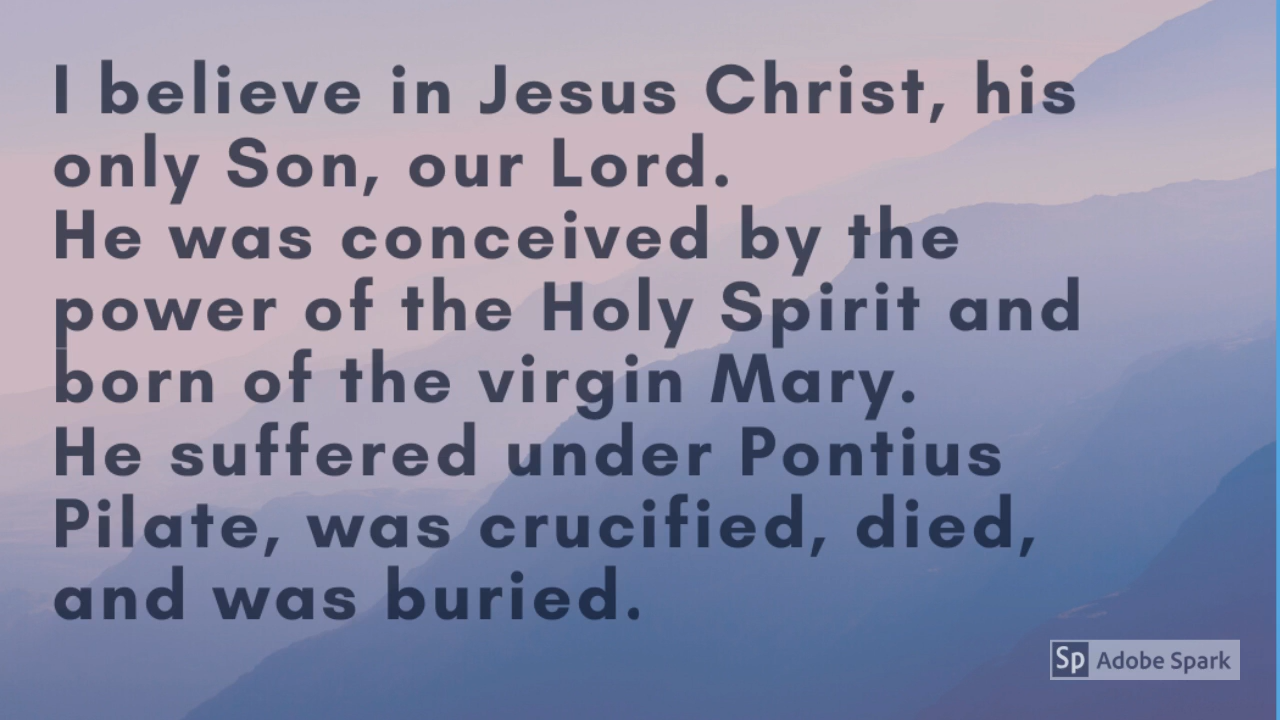 I believe in Jesus Christ, his
only Son, our Lord.
He was conceived by the
power of the Holy Spirit and
born of the virgin Mary.
He suffered under Pontius
Pilate, was crucified, died,
and was buried.
Sp Adobe Spark